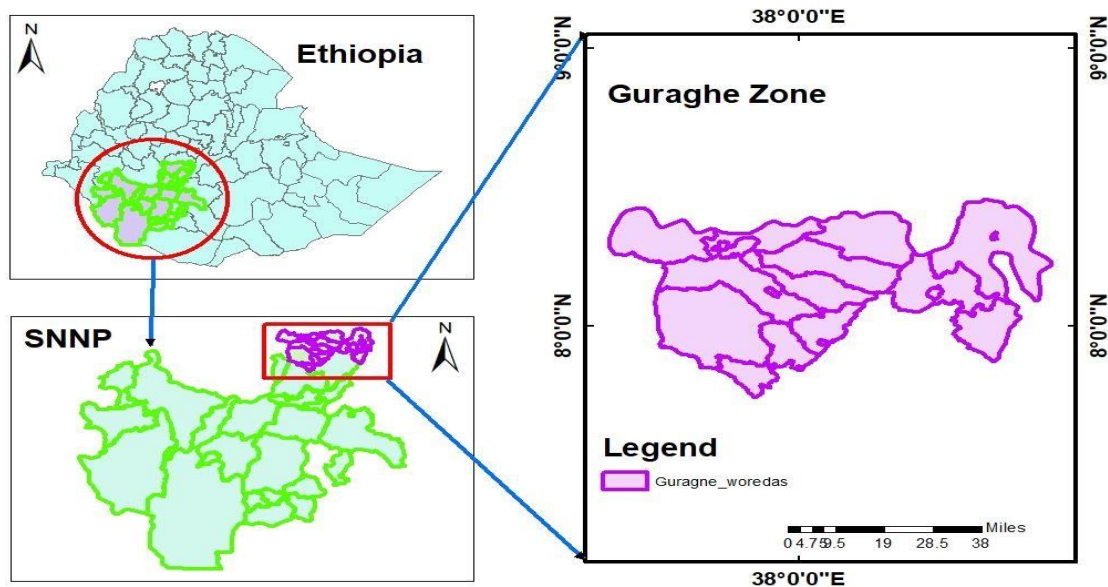 N
Ethiopia
SNNP
N
38°0'0"E
9°0'0"N
9°0'0"N
Guraghe Zone
8°0'0"N
8°0'0"N
Legend
Guragne_woredas
Miles
0 4.75 9.5 19 28.5 38
38°0'0"E